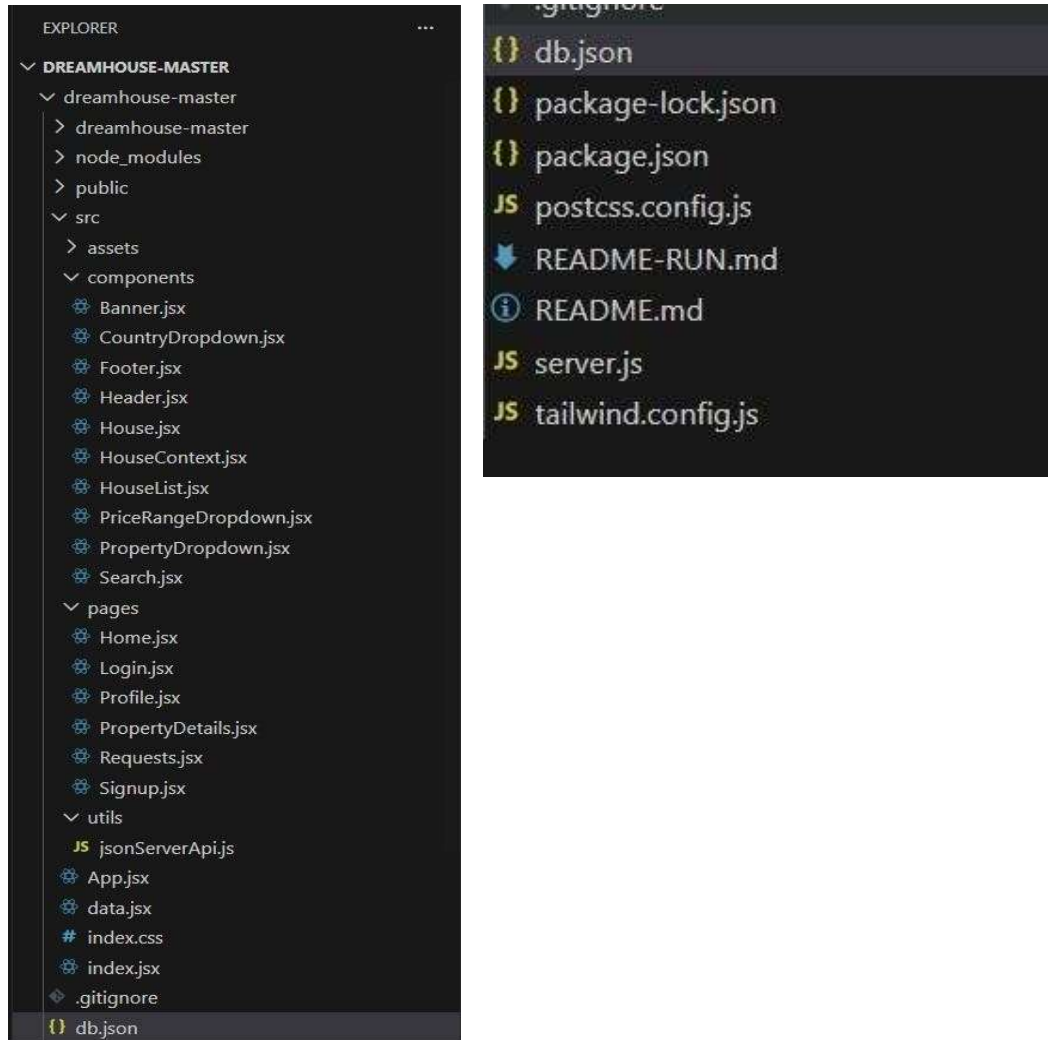 EXPLORER ...
DREAMHOUSE-MASTER
dreamhouse-master
dreamhouse-master
node_modules
public
src
assets
components
Banner.jsx
CountryDropdown.jsx
Footer.jsx
Header.jsx
House.jsx
HouseContext.jsx
HouseList.jsx
PriceRangeDropdown.jsx
PropertyDropdown.jsx
Search.jsx
pages
Home.jsx
Login.jsx
Profile.jsx
PropertyDetails.jsx
Requests.jsx
Signup.jsx
utils
JS jsonServerApi.js
App.jsx
data.jsx
# index.css
index.jsx
.gitignore
{} db.json
.gitignore
{} db.json
{} package-lock.json
{} package.json
JS postcss.config.js
README-RUN.md
README.md
JS server.js
JS tailwind.config.js